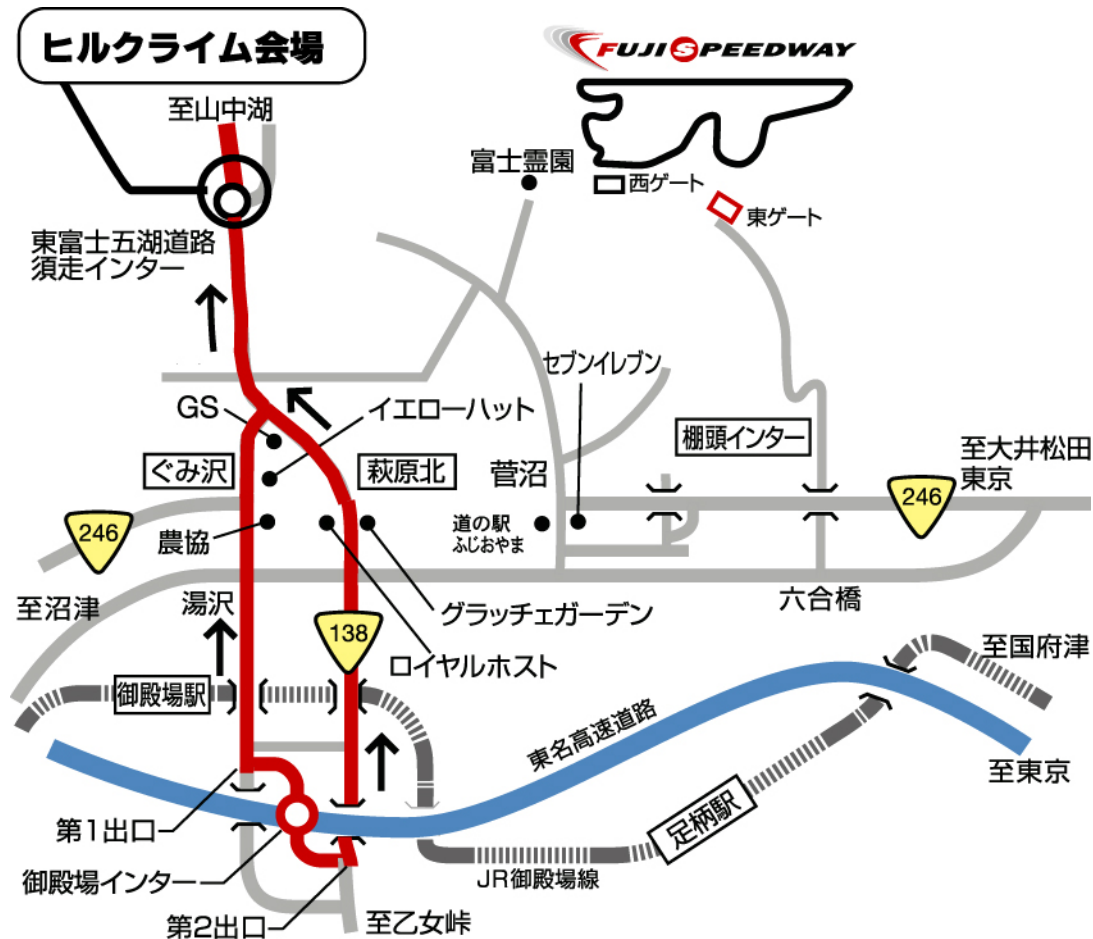 ヒルクライム会場
FUJI SPEEDWAY
至山中湖
富士霊園
西ゲート
東ゲート
東富士五湖道路
須走インター
セブンイレブン
GS
イエローハット
ぐみ沢
萩原北
菅沼
棚頭インター
至大井松田
東京
246
246
農協
道の駅
ふじおやま
至沼津
湯沢
138
グラッチェガーデン
ロイヤルホスト
六合橋
至国府津
御殿場駅
東名高速道路
至東京
第1出口
足柄駅
御殿場インター
JR御殿場線
第2出口
至乙女峠